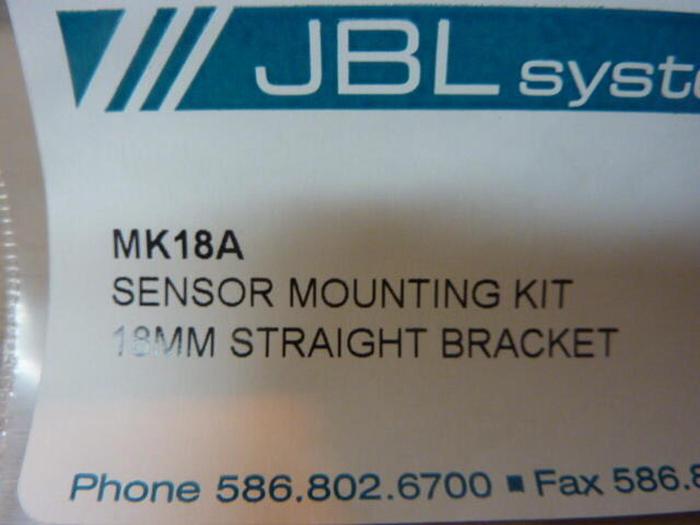 JBL syst
MK18A
SENSOR MOUNTING KIT
18MM STRAIGHT BRACKET
Phone 586.802.6700 ■ Fax 586.8